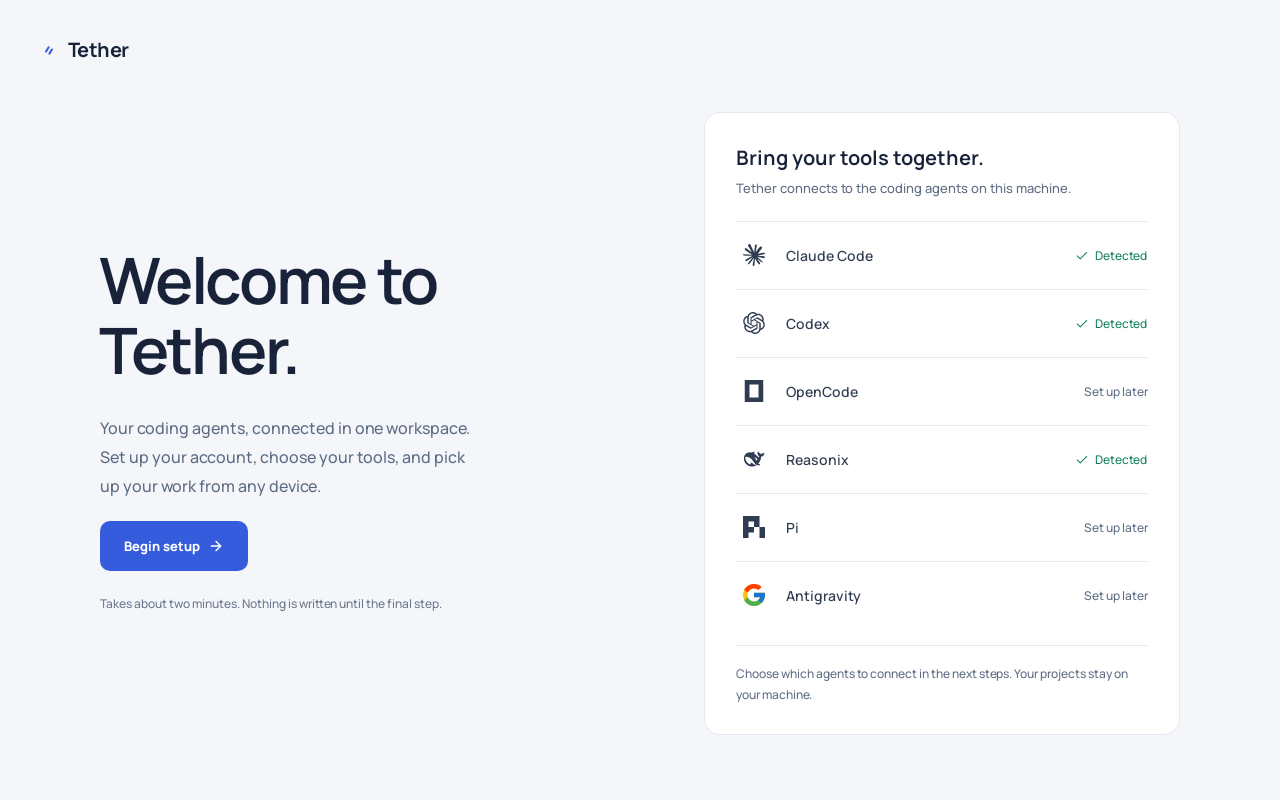 Tether
Welcome to
Tether.
Your coding agents, connected in one workspace.
Set up your account, choose your tools, and pick
up your work from any device.
Begin setup
Takes about two minutes. Nothing is written until the final step.
Bring your tools together.
Tether connects to the coding agents on this machine.
Claude Code Detected
Codex Detected
OpenCode Set up later
Reasonix Detected
Pi Set up later
Antigravity Set up later
Choose which agents to connect in the next steps. Your projects stay on
your machine.